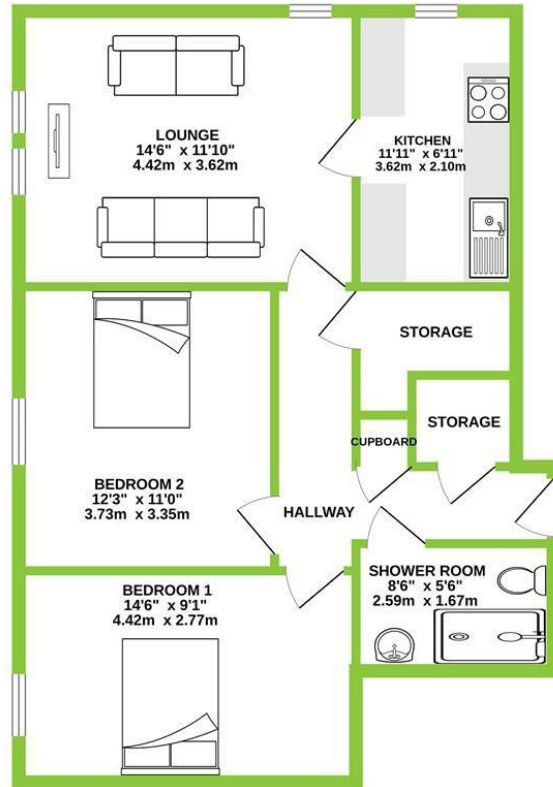 LOUNGE
14'6" x 11'10"
4.42m x 3.62m
KITCHEN
11'11" x 6'11"
3.62m x 2.10m
STORAGE
STORAGE
CUPBOARD
BEDROOM 2
12'3" x 11'0"
3.73m x 3.35m
HALLWAY
BEDROOM 1
14'6" x 9'1"
4.42m x 2.77m
SHOWER ROOM
8'6" x 5'6"
2.59m x 1.67m